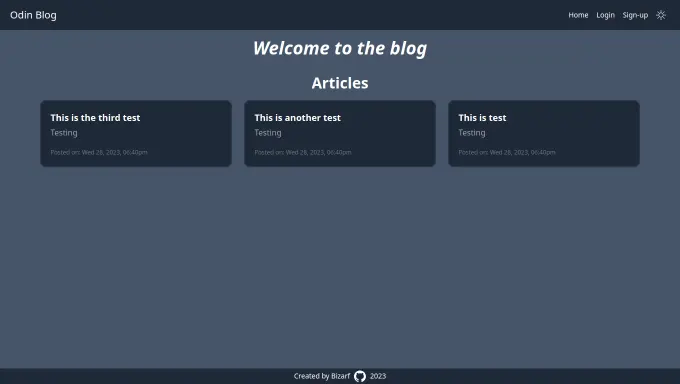 Odin Blog
Home Login Sign-up
Welcome to the blog
Articles
This is the third test
Testing
Posted on: Wed 28, 2023, 06:40pm
This is another test
Testing
Posted on: Wed 28, 2023, 06:40pm
This is test
Testing
Posted on: Wed 28, 2023, 06:40pm
Created by Bizarf 2023